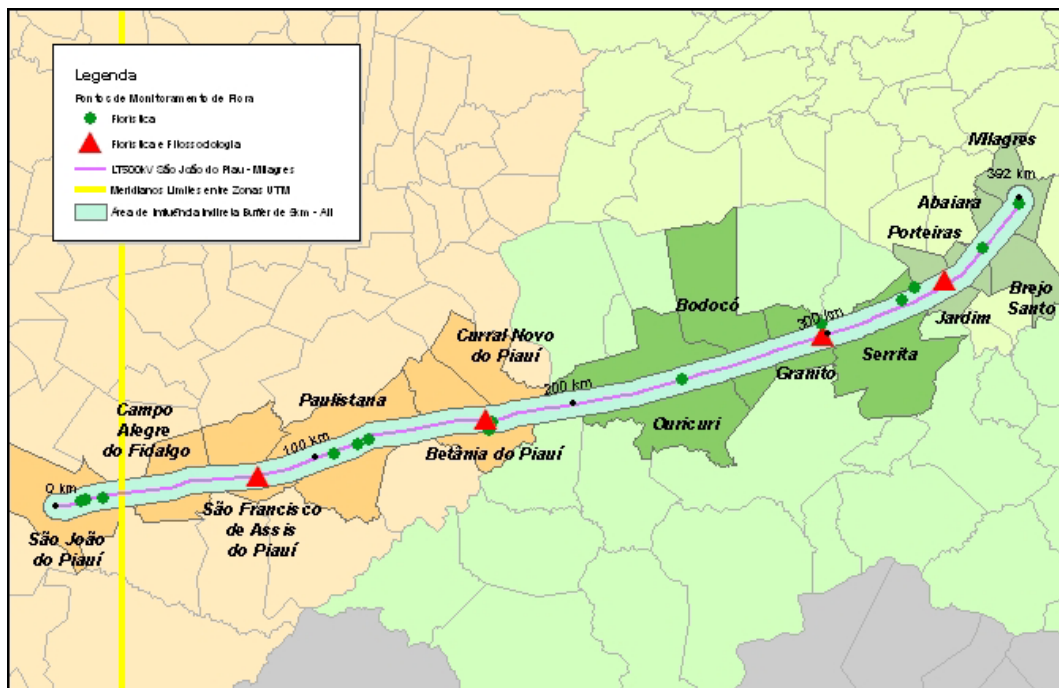 Legenda
Pontos de Monitoramento de Flora
Florística
Florística e Fitossociologia
LT500kV São João do Piauí - Milagres
Meridianos Limites entre Zonas UTM
Área de Influência Indireta Buffer de 5km - AII
Milagres
392 km
Abaiara
Porteiras
Brejo
Santo
Bodocó
300 km
Jardim
Curral Novo
do Piauí
Serrita
Granito
200 km
Paulistana
Campo
Alegre
do Fidalgo
Ouricuri
100 km
Betânia do Piauí
0 km
São Francisco
de Assis
do Piauí
São João
do Piauí